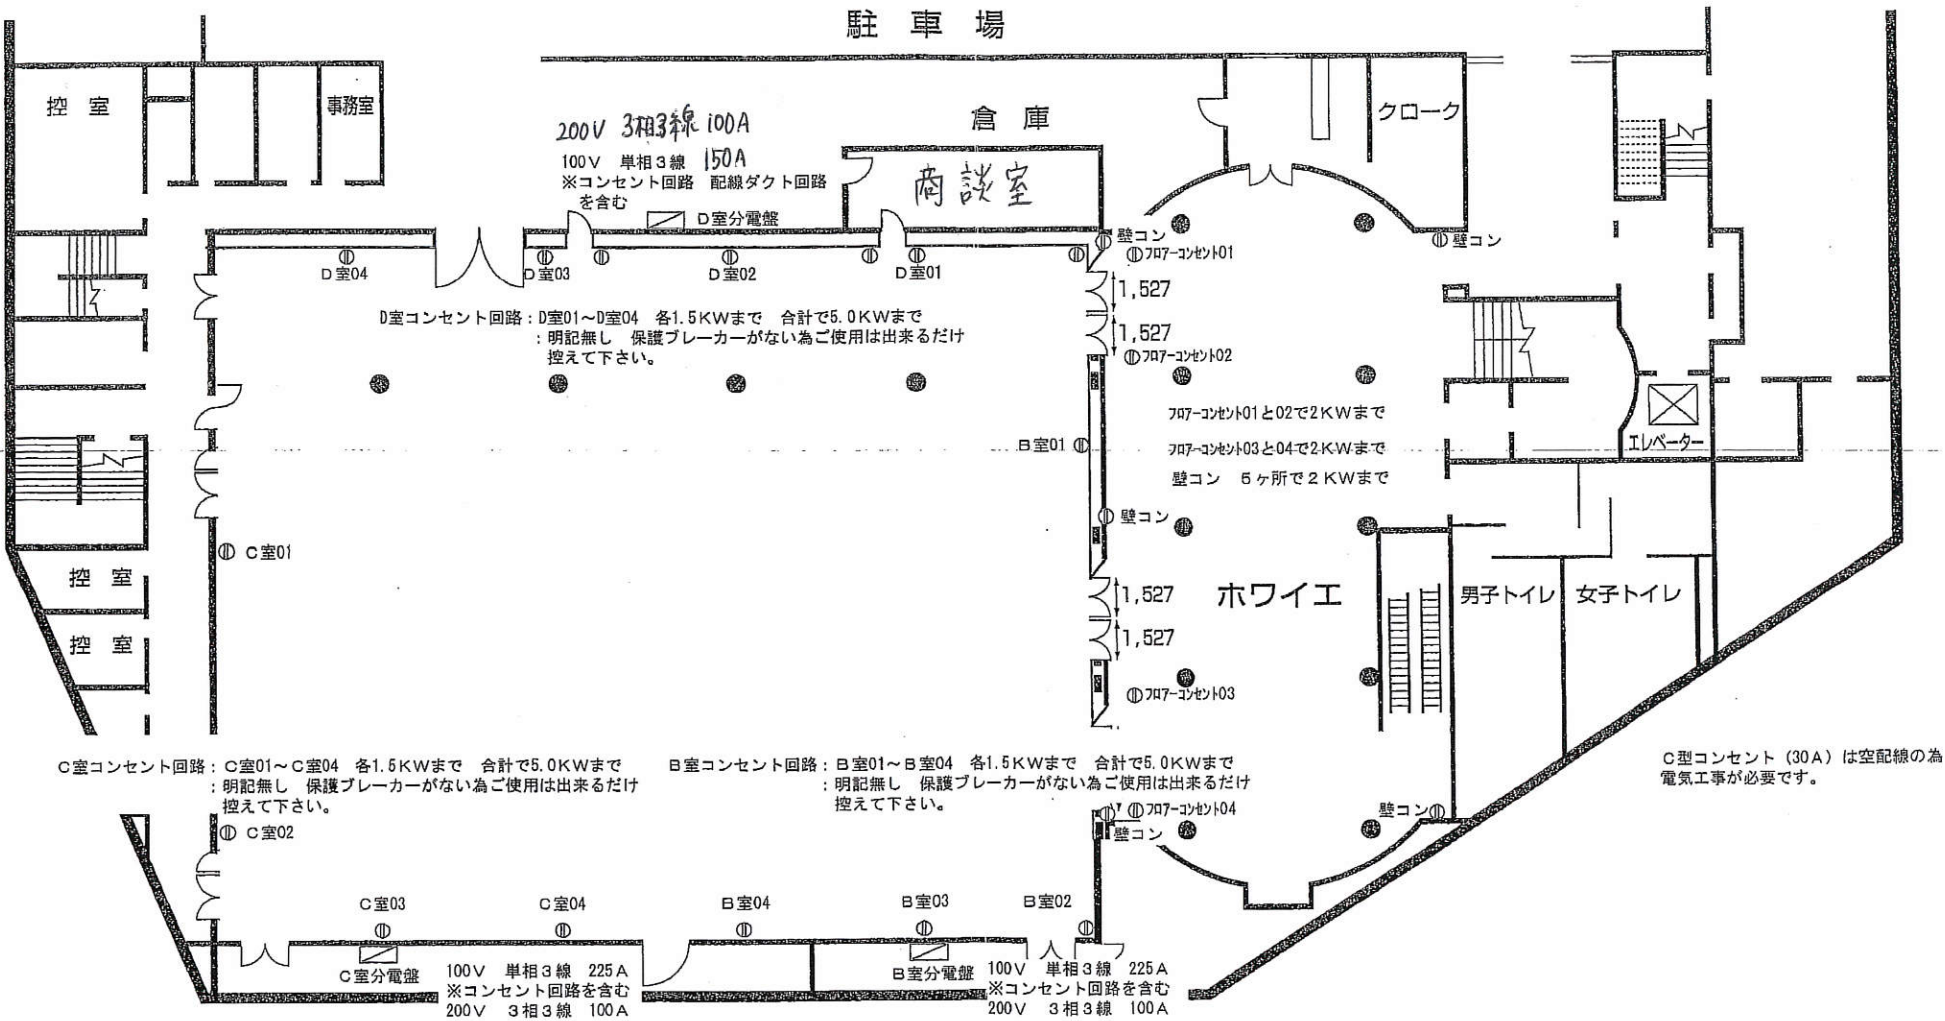 駐 車 場
控 室
事務室
200V 3相3線 100A
100V 単相3線 150A
※コンセント回路 配線ダクト回路
を含む
D室分電盤
倉 庫
商談室
クローク
壁コン
フロアーコンセント01
壁コン
D室04
D室03
D室02
D室01
1,527
1,527
D室コンセント回路:D室01～D室04 各1.5KWまで 合計で5.0KWまで
:明記無し 保護ブレーカーがない為ご使用は出来るだけ
控えて下さい。
フロアーコンセント02
フロアーコンセント01と02で2KWまで
フロアーコンセント03と04で2KWまで
壁コン 5ヶ所で2KWまで
エレベーター
B室01
壁コン
C室01
控 室
控 室
1,527
1,527
ホワイエ
男子トイレ
女子トイレ
フロアーコンセント03
C室コンセント回路:C室01～C室04 各1.5KWまで 合計で5.0KWまで
:明記無し 保護ブレーカーがない為ご使用は出来るだけ
控えて下さい。
B室コンセント回路:B室01～B室04 各1.5KWまで 合計で5.0KWまで
:明記無し 保護ブレーカーがない為ご使用は出来るだけ
控えて下さい。
C型コンセント(30A)は空配線の為
電気工事が必要です。
フロアーコンセント04
壁コン
壁コン
C室02
C室03
C室04
B室04
B室03
B室02
C室分電盤
100V 単相3線 225A
※コンセント回路を含む
200V 3相3線 100A
B室分電盤
100V 単相3線 225A
※コンセント回路を含む
200V 3相3線 100A